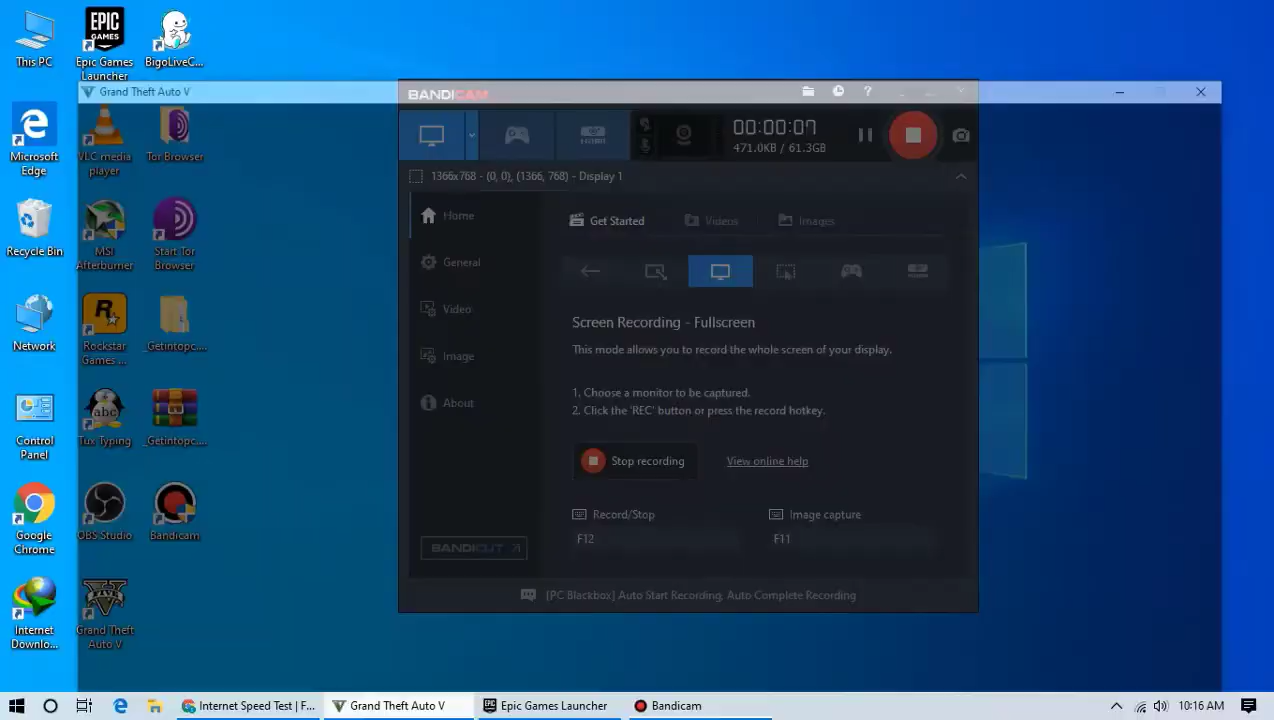 This PC
EPIC
GAMES
Epic Games
Launcher
BigoLiveC...
Grand Theft Auto V
BANDICAM
Microsoft
Edge
VLC media
player
Tor Browser
00:00:07
471.0KB / 61.3GB
1366x768 - (0, 0), (1366, 768) - Display 1
Recycle Bin
MSI
Afterburner
Start Tor
Browser
Home
Get Started
Videos
Images
General
Video
Image
About
Screen Recording - Fullscreen
This mode allows you to record the whole screen of your display.
1. Choose a monitor to be captured.
2. Click the 'REC' button or press the record hotkey.
Stop recording
View online help
Record/Stop
Image capture
F12
F11
BANDICUT
[PC Blackbox] Auto Start Recording, Auto Complete Recording
Network
Rockstar
Games ...
_Getintopc....
Control
Panel
abc
Tux Typing
_Getintopc....
Google
Chrome
OBS Studio
Bandicam
Internet
Downlo...
Grand Theft
Auto V
Internet Speed Test | F...
Grand Theft Auto V
Epic Games Launcher
Bandicam
10:16 AM